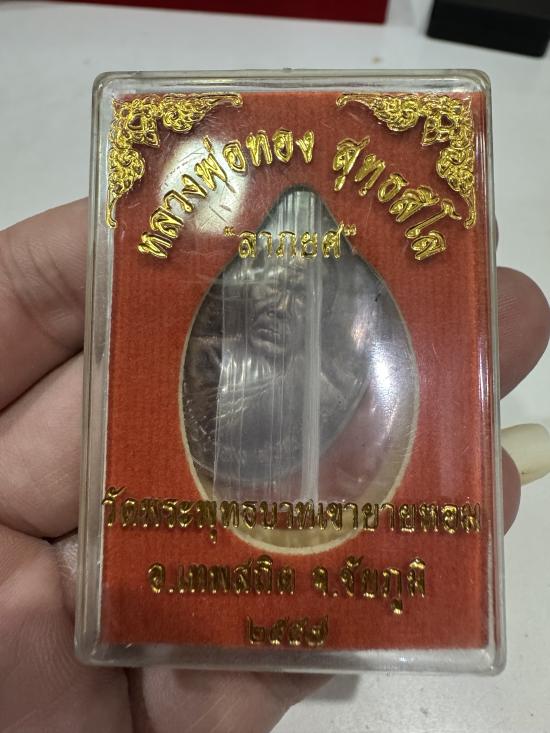 หลวงพ่อทอง สุทธสีโล
"ลาภยศ"
วัดพระพุทธบาทเขายายหอม
อ.เทพสถิต จ.ชัยภูมิ
๒๕๕๗